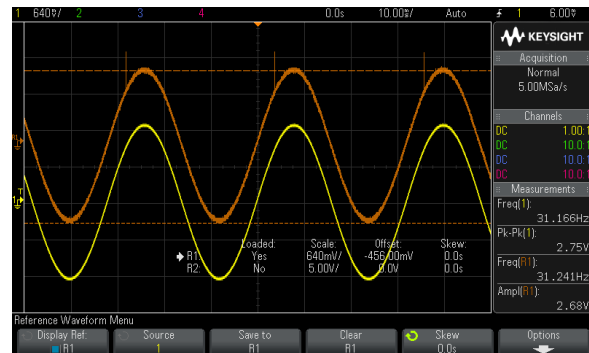 1 640▯/ 2 3 4 0.0s 10.00▯/ Auto 1 6.00▯
KEYSIGHT
Acquisition
Normal
5.00MSa/s
Channels
DC 1.00:1
DC 10.0:1
DC 10.0:1
DC 10.0:1
Measurements
Freq(1):
31.166Hz
Pk-Pk(1):
2.75V
Freq(R1):
31.241Hz
Ampl(R1):
2.68V
Loaded: Scale: Offset: Skew:
R1: Yes 640mV/ -456.00mV 0.0s
R2: No 5.00V/ 0.0V 0.0s
Reference Waveform Menu
Display Ref: Source Save to Clear Skew Options
R1 1 R1 R1 0.0s